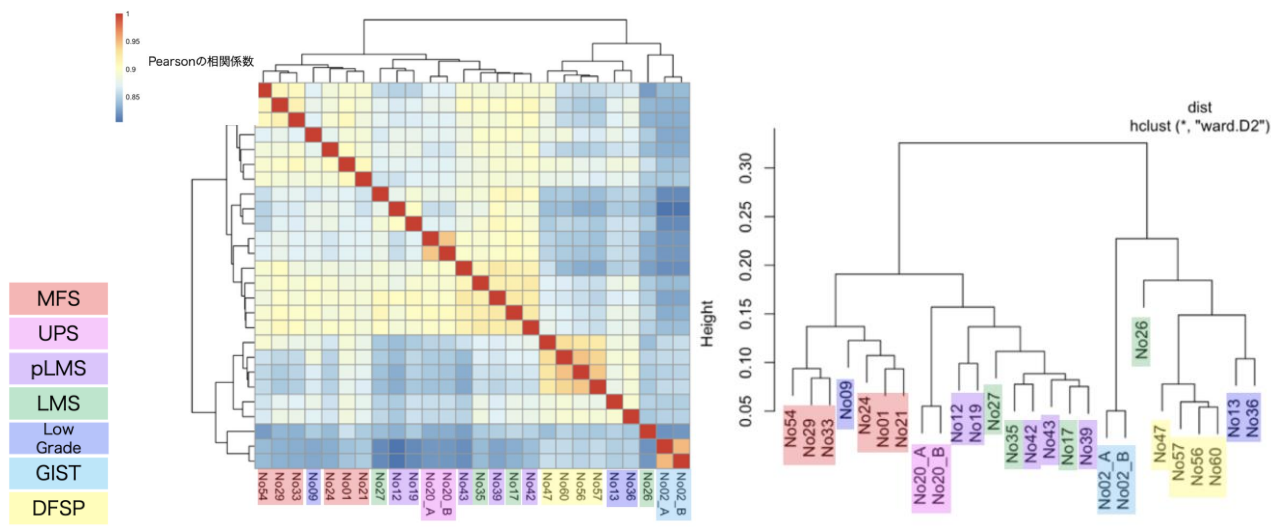 1
0.95
0.9
0.85
Pearsonの相関係数
MFS
UPS
pLMS
LMS
Low
Grade
GIST
DFSP
No54
No29
No33
No09
No24
No01
No21
No27
No12
No19
No20_A
No20_B
No43
No35
No39
No17
No42
No47
No60
No56
No57
No13
No36
No26
No02_A
No02_B
dist
hclust (*, "ward.D2")
Height
0.30
0.25
0.20
0.15
0.10
0.05
No54
No29
No33
No09
No24
No01
No21
No20_A
No20_B
No12
No19
No27
No35
No42
No43
No17
No39
No02_A
No02_B
No26
No47
No57
No56
No60
No13
No36